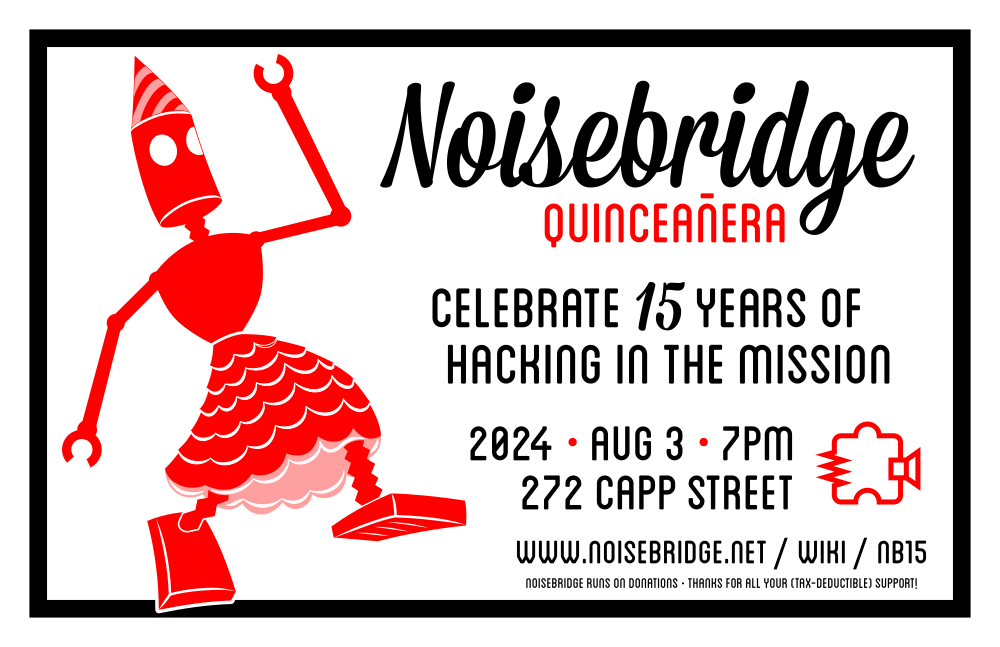 Noisebridge
QUINCEAÑERA
CELEBRATE 15 YEARS OF
HACKING IN THE MISSION
2024 • AUG 3 • 7PM
272 CAPP STREET
WWW.NOISEBRIDGE.NET / WIKI / NB15
NOISEBRIDGE RUNS ON DONATIONS · THANKS FOR ALL YOUR (TAX-DEDUCTIBLE) SUPPORT!